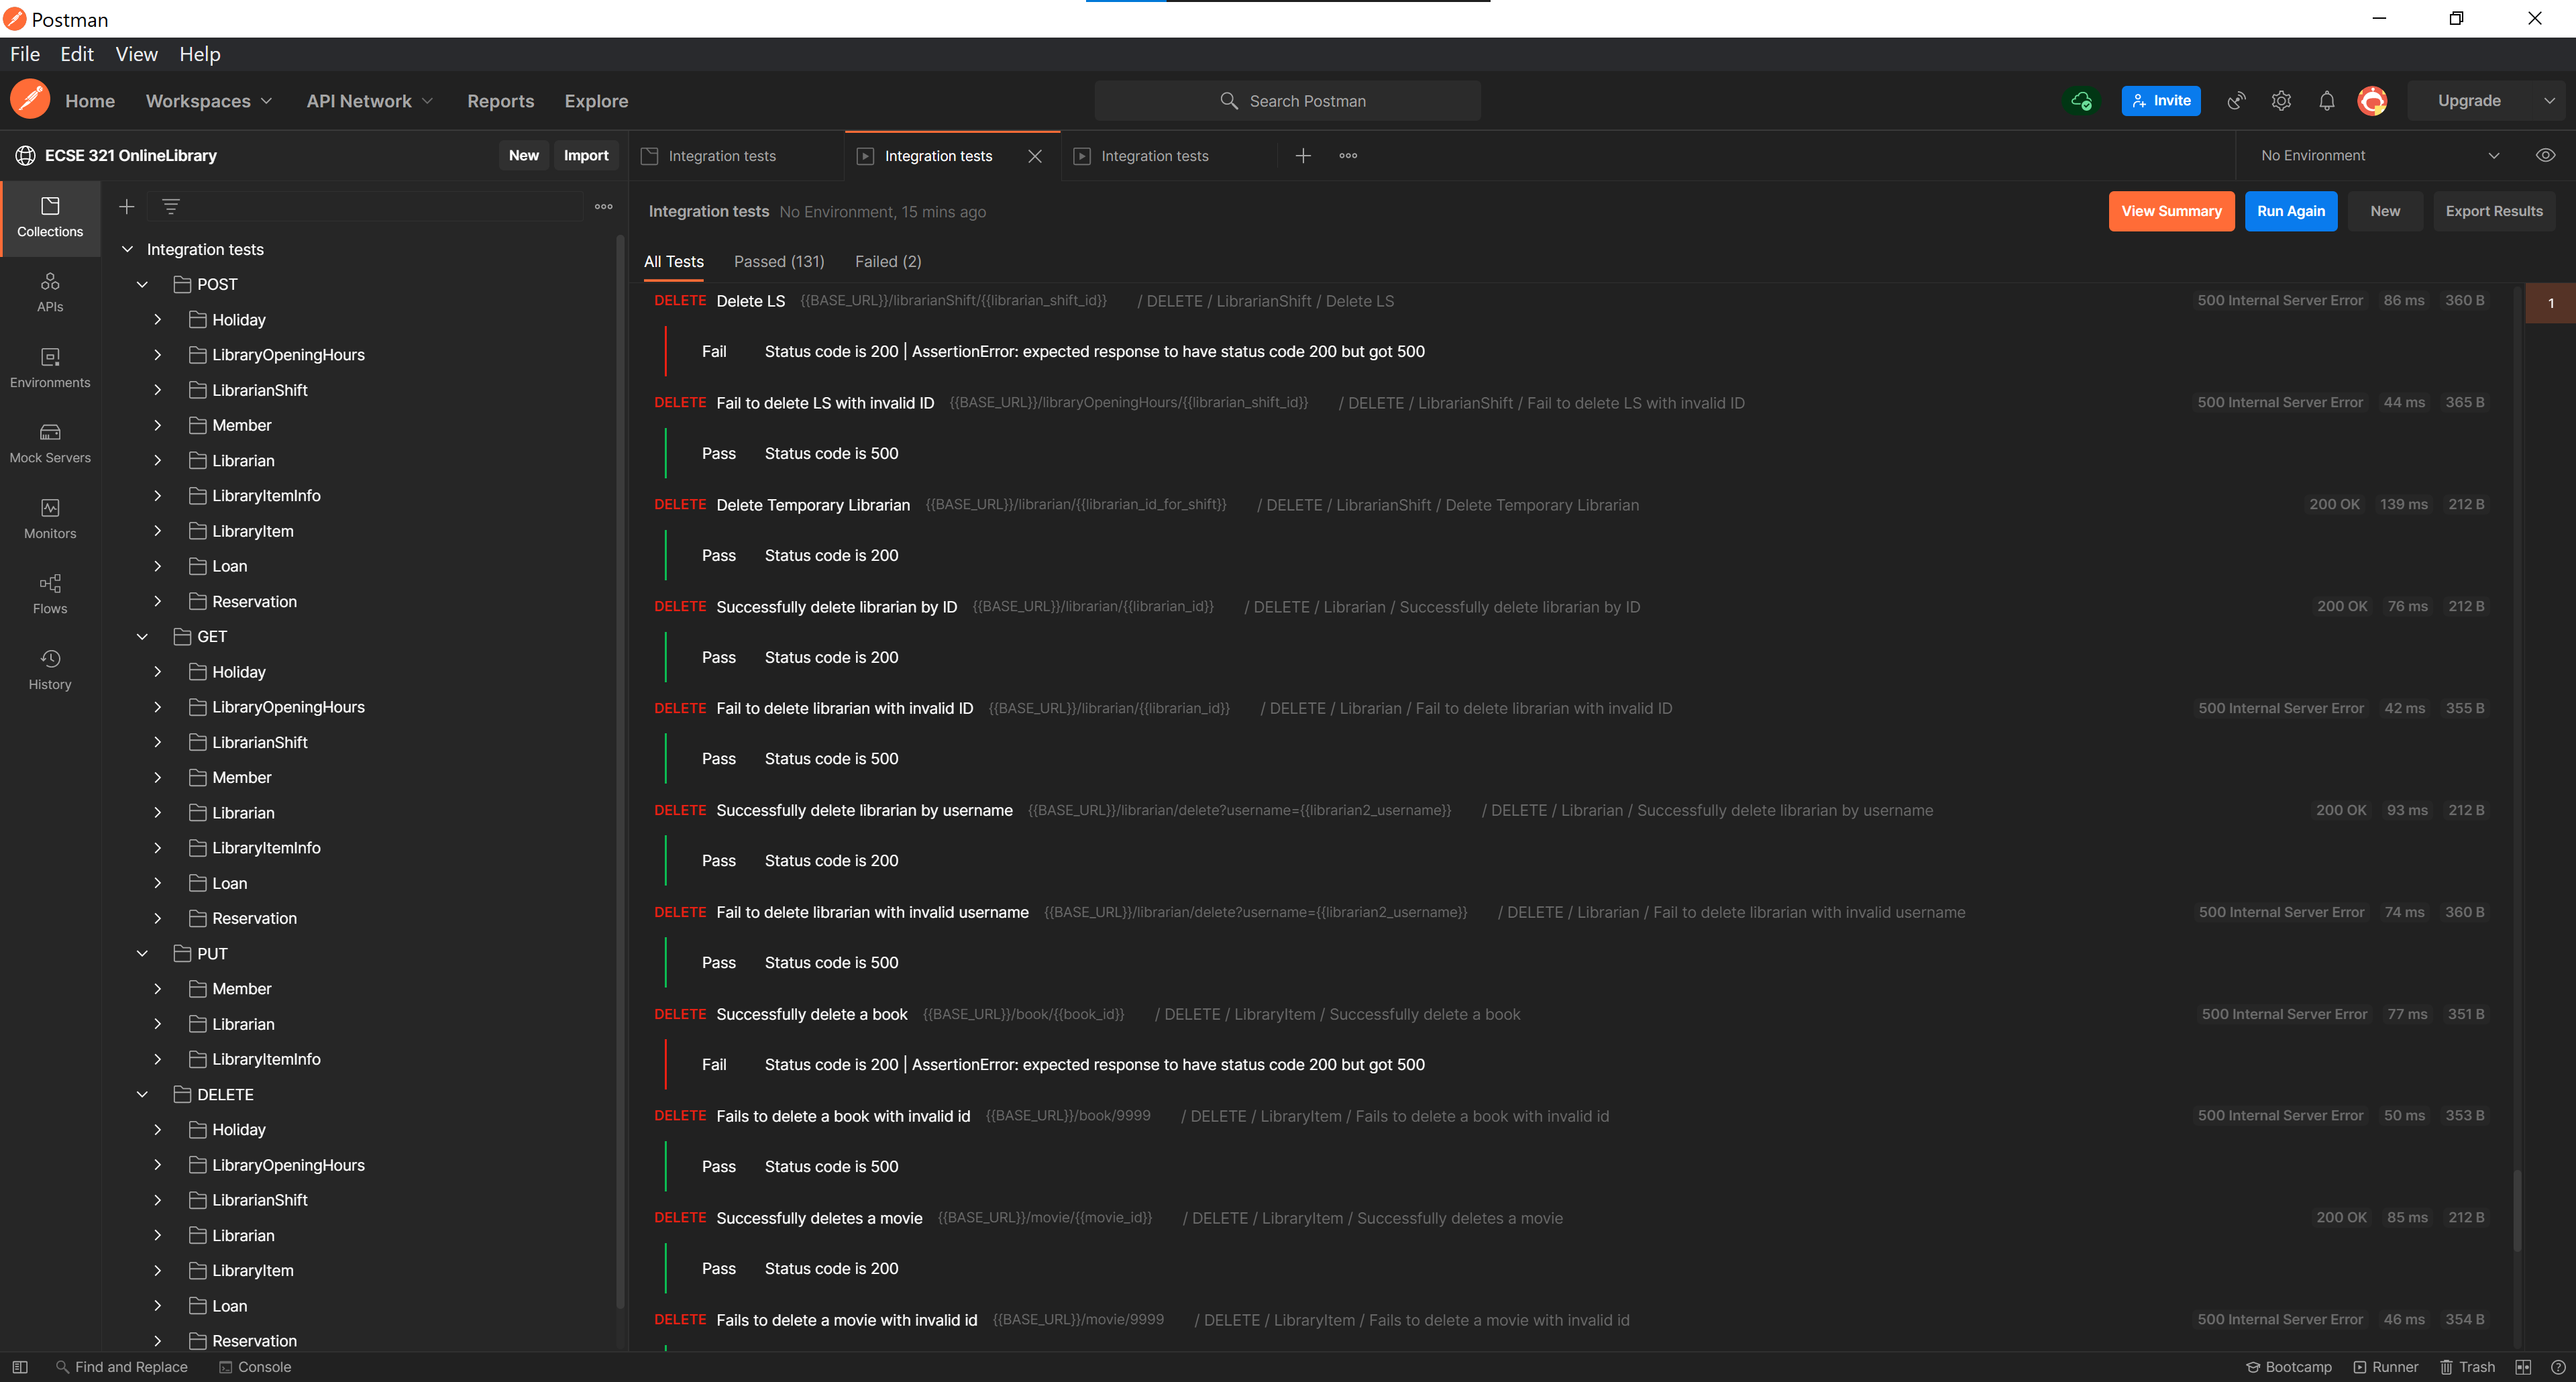 Postman
File Edit View Help
Home Workspaces API Network Reports Explore Search Postman Invite Upgrade
ECSE 321 OnlineLibrary New Import Integration tests Integration tests Integration tests No Environment
Collections
APIs
Environments
Mock Servers
Monitors
Flows
History
Integration tests
POST
Holiday
LibraryOpeningHours
LibrarianShift
Member
Librarian
LibraryItemInfo
LibraryItem
Loan
Reservation
GET
Holiday
LibraryOpeningHours
LibrarianShift
Member
Librarian
LibraryItemInfo
Loan
Reservation
PUT
Member
Librarian
LibraryItemInfo
DELETE
Holiday
LibraryOpeningHours
LibrarianShift
Librarian
LibraryItem
Loan
Reservation
Integration tests No Environment, 15 mins ago View Summary Run Again New Export Results
All Tests Passed (131) Failed (2)
DELETE Delete LS {{BASE_URL}}/librarianShift/{{librarian_shift_id}} / DELETE / LibrarianShift / Delete LS 500 Internal Server Error 86 ms 360 B 1
Fail Status code is 200 | AssertionError: expected response to have status code 200 but got 500
DELETE Fail to delete LS with invalid ID {{BASE_URL}}/libraryOpeningHours/{{librarian_shift_id}} / DELETE / LibrarianShift / Fail to delete LS with invalid ID 500 Internal Server Error 44 ms 365 B
Pass Status code is 500
DELETE Delete Temporary Librarian {{BASE_URL}}/librarian/{{librarian_id_for_shift}} / DELETE / LibrarianShift / Delete Temporary Librarian 200 OK 139 ms 212 B
Pass Status code is 200
DELETE Successfully delete librarian by ID {{BASE_URL}}/librarian/{{librarian_id}} / DELETE / Librarian / Successfully delete librarian by ID 200 OK 76 ms 212 B
Pass Status code is 200
DELETE Fail to delete librarian with invalid ID {{BASE_URL}}/librarian/{{librarian_id}} / DELETE / Librarian / Fail to delete librarian with invalid ID 500 Internal Server Error 42 ms 355 B
Pass Status code is 500
DELETE Successfully delete librarian by username {{BASE_URL}}/librarian/delete?username={{librarian2_username}} / DELETE / Librarian / Successfully delete librarian by username 200 OK 93 ms 212 B
Pass Status code is 200
DELETE Fail to delete librarian with invalid username {{BASE_URL}}/librarian/delete?username={{librarian2_username}} / DELETE / Librarian / Fail to delete librarian with invalid username 500 Internal Server Error 74 ms 360 B
Pass Status code is 500
DELETE Successfully delete a book {{BASE_URL}}/book/{{book_id}} / DELETE / LibraryItem / Successfully delete a book 500 Internal Server Error 77 ms 351 B
Fail Status code is 200 | AssertionError: expected response to have status code 200 but got 500
DELETE Fails to delete a book with invalid id {{BASE_URL}}/book/9999 / DELETE / LibraryItem / Fails to delete a book with invalid id 500 Internal Server Error 50 ms 353 B
Pass Status code is 500
DELETE Successfully deletes a movie {{BASE_URL}}/movie/{{movie_id}} / DELETE / LibraryItem / Successfully deletes a movie 200 OK 85 ms 212 B
Pass Status code is 200
DELETE Fails to delete a movie with invalid id {{BASE_URL}}/movie/9999 / DELETE / LibraryItem / Fails to delete a movie with invalid id 500 Internal Server Error 46 ms 354 B
Find and Replace Console Bootcamp Runner Trash